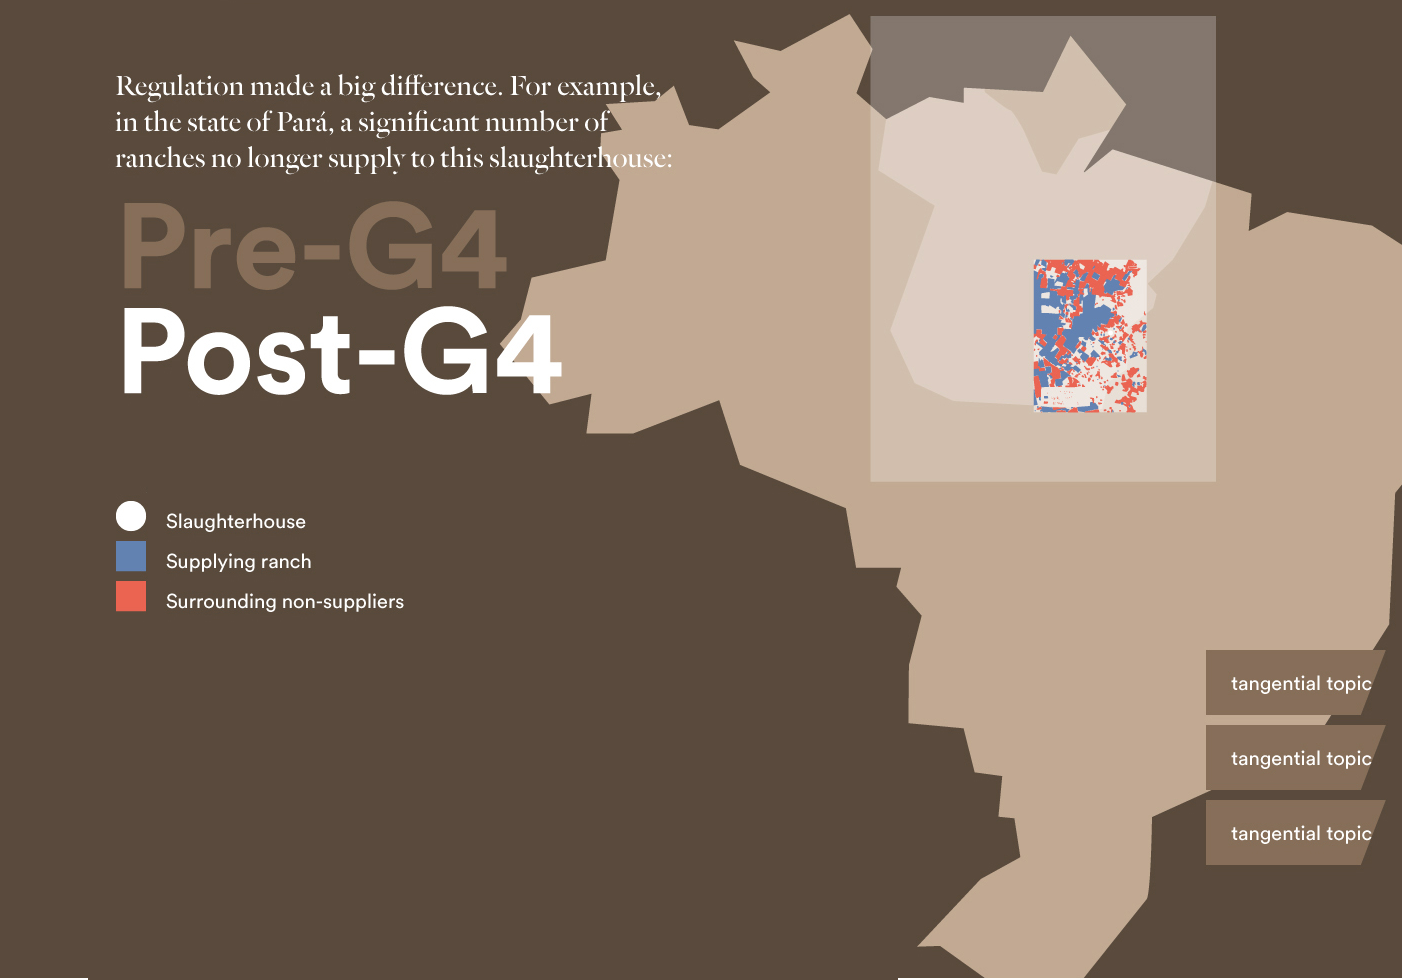 Regulation made a big difference. For example,
in the state of Pará, a significant number of
ranches no longer supply to this slaughterhouse:
Pre-G4
Post-G4
Slaughterhouse
Supplying ranch
Surrounding non-suppliers
tangential topic
tangential topic
tangential topic